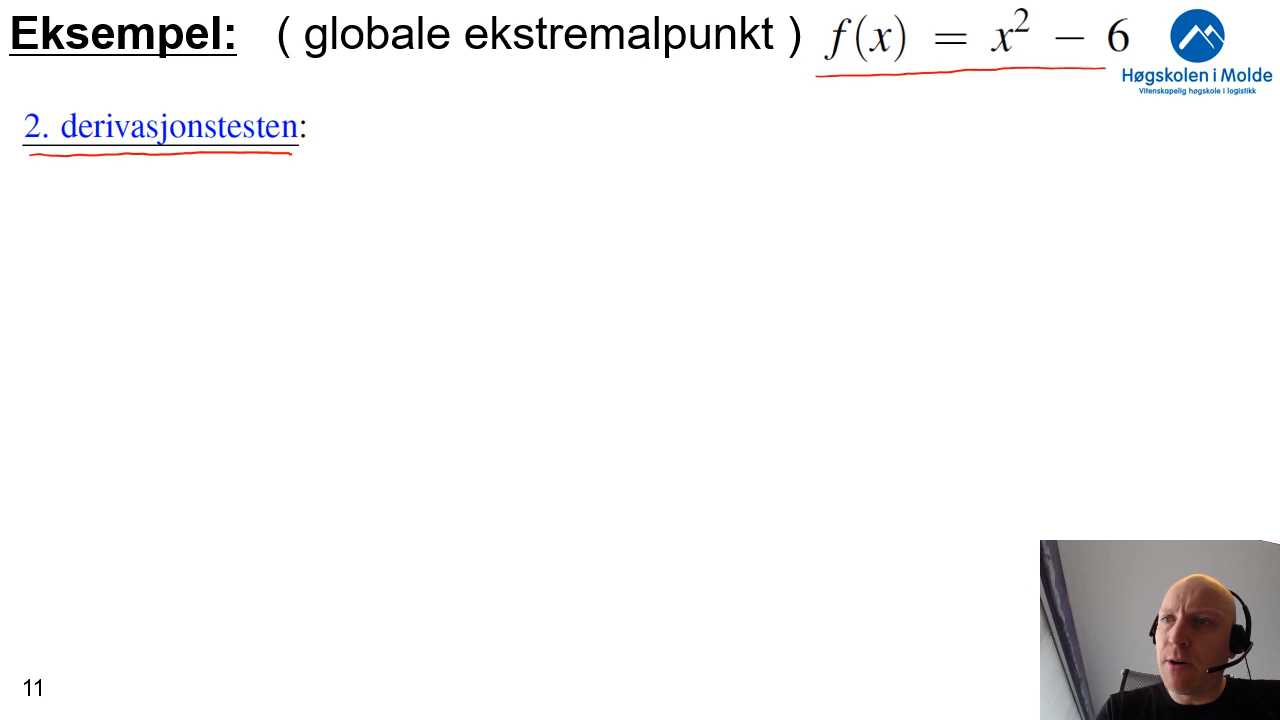 Eksempel: ( globale ekstremalpunkt ) f(x) = x² − 6
Høgskolen i Molde
Vitenskapelig høgskole i logistikk
2. derivasjonstesten:
11